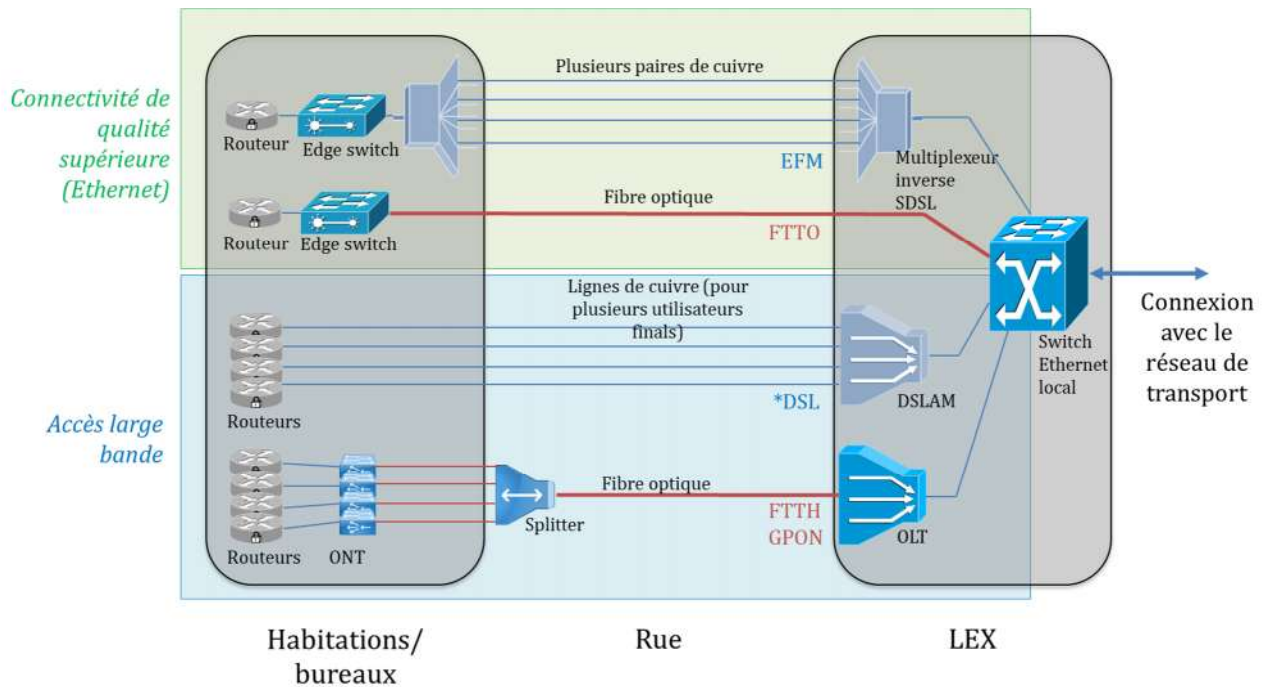 Connectivité de
qualité
supérieure
(Ethernet)
Plusieurs paires de cuivre
Routeur
Edge switch
EFM
Multiplexeur
inverse
SDSL
Fibre optique
Routeur
Edge switch
FTTO
Lignes de cuivre (pour
plusieurs utilisateurs
finals)
Connexion
avec le
réseau de
transport
Switch
Ethernet
local
Routeurs
*DSL
DSLAM
Accès large
bande
Fibre optique
FTTH
GPON
Splitter
Routeurs
ONT
OLT
Habitations/
bureaux
Rue
LEX